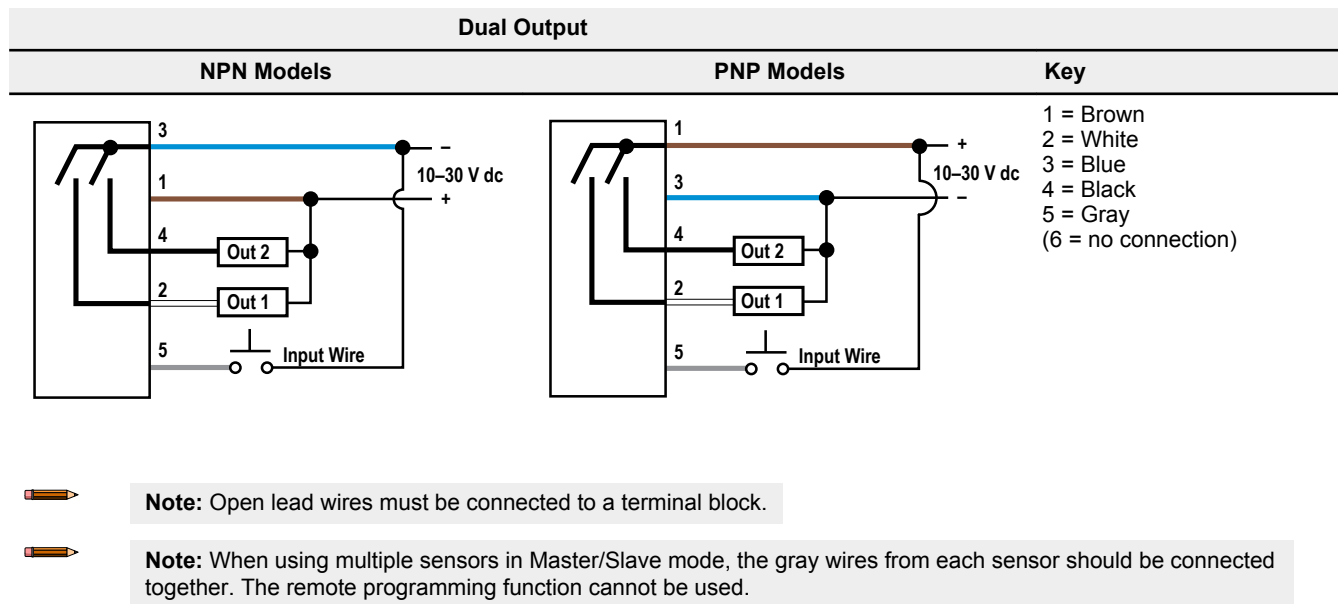 Dual Output
NPN Models
PNP Models
Key
3
–
10–30 V dc
1
+
4
Out 2
2
Out 1
5
Input Wire
1
+
10–30 V dc
3
–
4
Out 2
2
Out 1
5
Input Wire
1 = Brown
2 = White
3 = Blue
4 = Black
5 = Gray
(6 = no connection)
Note: Open lead wires must be connected to a terminal block.
Note: When using multiple sensors in Master/Slave mode, the gray wires from each sensor should be connected
together. The remote programming function cannot be used.